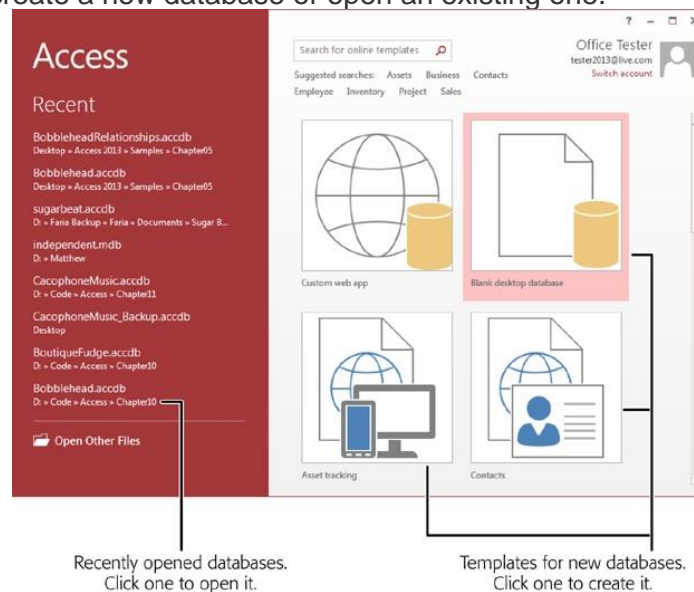 create a new database or open an existing one.
? – □ X
Access
Search for online templates
Office Tester
tester2013@live.com
Switch account
Suggested searches: Assets Business Contacts
Employee Inventory Project Sales
Recent
BobbleheadRelationships.accdb
Desktop » Access 2013 » Samples » Chapter05
Bobblehead.accdb
Desktop » Access 2013 » Samples » Chapter05
sugarbeat.accdb
D: » Faria Backup » Faria » Documents » Sugar B...
independent.mdb
D: » Matthew
CacophoneMusic.accdb
D: » Code » Access » Chapter11
CacophoneMusic_Backup.accdb
Desktop
BoutiqueFudge.accdb
D: » Code » Access » Chapter10
Bobblehead.accdb
D: » Code » Access » Chapter10
Open Other Files
Custom web app
Blank desktop database
Asset tracking
Contacts
Recently opened databases.
Click one to open it.
Templates for new databases.
Click one to create it.